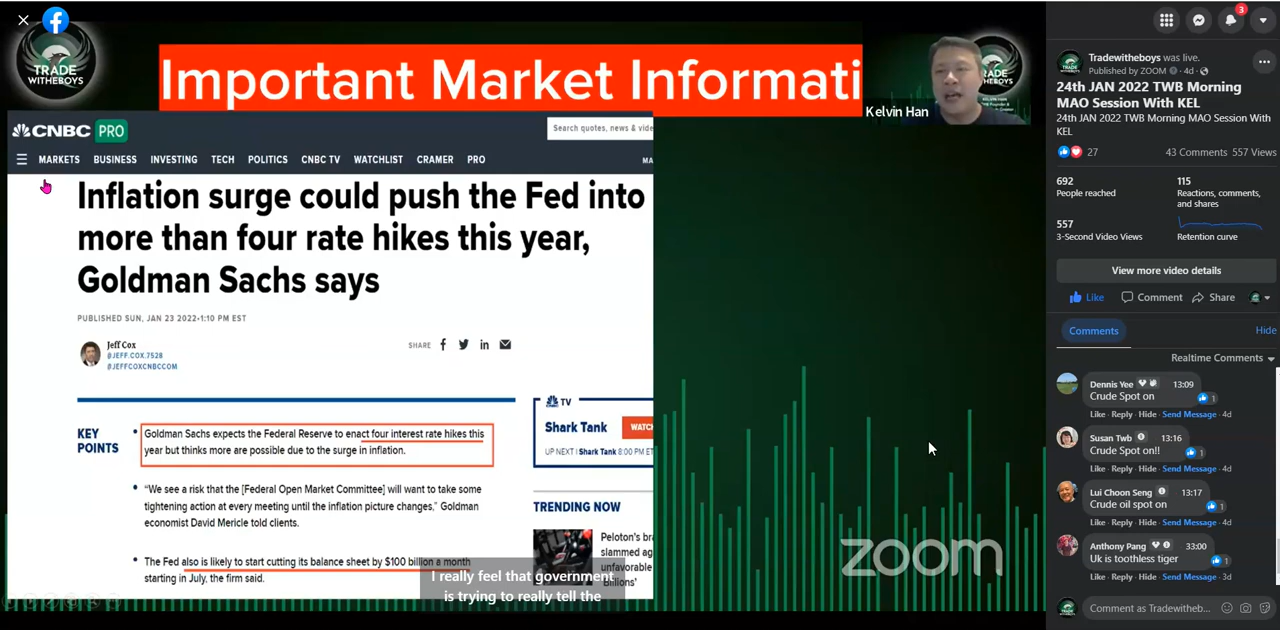 TRADE
WITHEBOYS
Important Market Informati
Kelvin Han
CNBC PRO
Search quotes, news & vide
MARKETS BUSINESS INVESTING TECH POLITICS CNBC TV WATCHLIST CRAMER PRO MA
Inflation surge could push the Fed into
more than four rate hikes this year,
Goldman Sachs says
PUBLISHED SUN, JAN 23 2022•1:10 PM EST
Jeff Cox
@JEFF.COX.7528
@JEFFCOXCNBCCOM
SHARE
KEY
POINTS
Goldman Sachs expects the Federal Reserve to enact four interest rate hikes this
year but thinks more are possible due to the surge in inflation.
“We see a risk that the [Federal Open Market Committee] will want to take some
tightening action at every meeting until the inflation picture changes,” Goldman
economist David Mericle told clients.
The Fed also is likely to start cutting its balance sheet by $100 billion a month
starting in July, the firm said.
TV
Shark Tank
WATC
UP NEXT | Shark Tank 8:00 PM ET
TRENDING NOW
Peloton's bra
slammed ag
unfavorable
Billions'
I really feel that government
is trying to really tell the
zoom
3
Tradewitheboys was live.
Published by ZOOM · 4d ·
24th JAN 2022 TWB Morning
MAO Session With KEL
24th JAN 2022 TWB Morning MAO Session With
KEL
27 43 Comments 557 Views
692
People reached
115
Reactions, comments,
and shares
557
3-Second Video Views
Retention curve
View more video details
Like Comment Share
Comments Hide
Realtime Comments
Dennis Yee 13:09
Crude Spot on
1
Like · Reply · Hide · Send Message · 4d
Susan Twb 13:16
Crude Spot on!!
1
Like · Reply · Hide · Send Message · 4d
Lui Choon Seng 13:17
Crude oil spot on
1
Like · Reply · Hide · Send Message · 4d
Anthony Pang 33:00
Uk is toothless tiger
1
Like · Reply · Hide · Send Message · 3d
Comment as Tradewitheb...